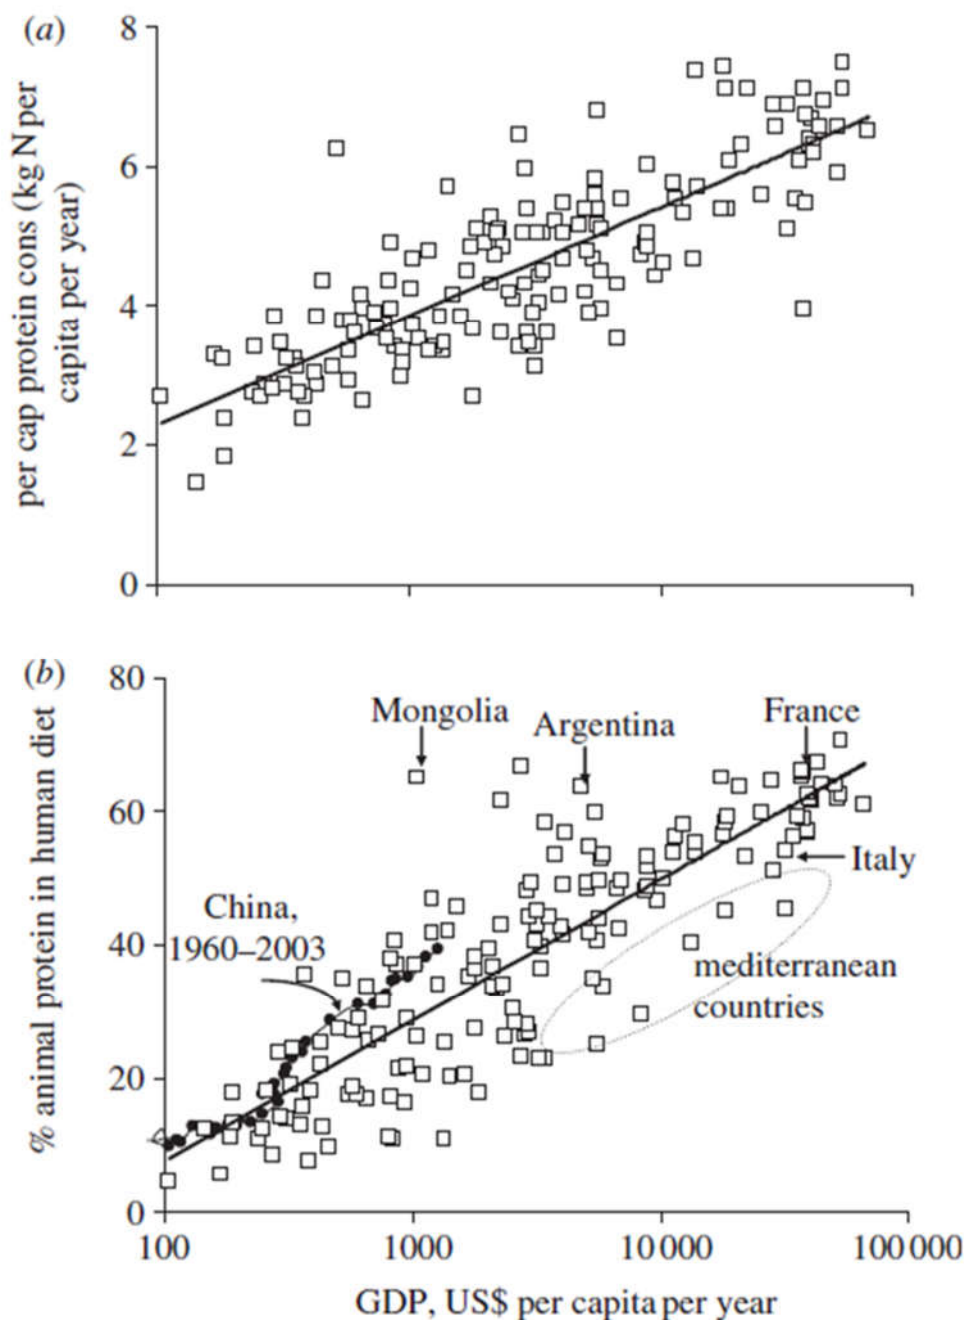 (a)
8
6
4
2
0
per cap protein cons (kg N per
capita per year)
(b)
80
60
40
20
0
% animal protein in human diet
Mongolia
Argentina
France
Italy
China,
1960–2003
mediterranean
countries
100
1000
10 000
100 000
GDP, US$ per capita per year